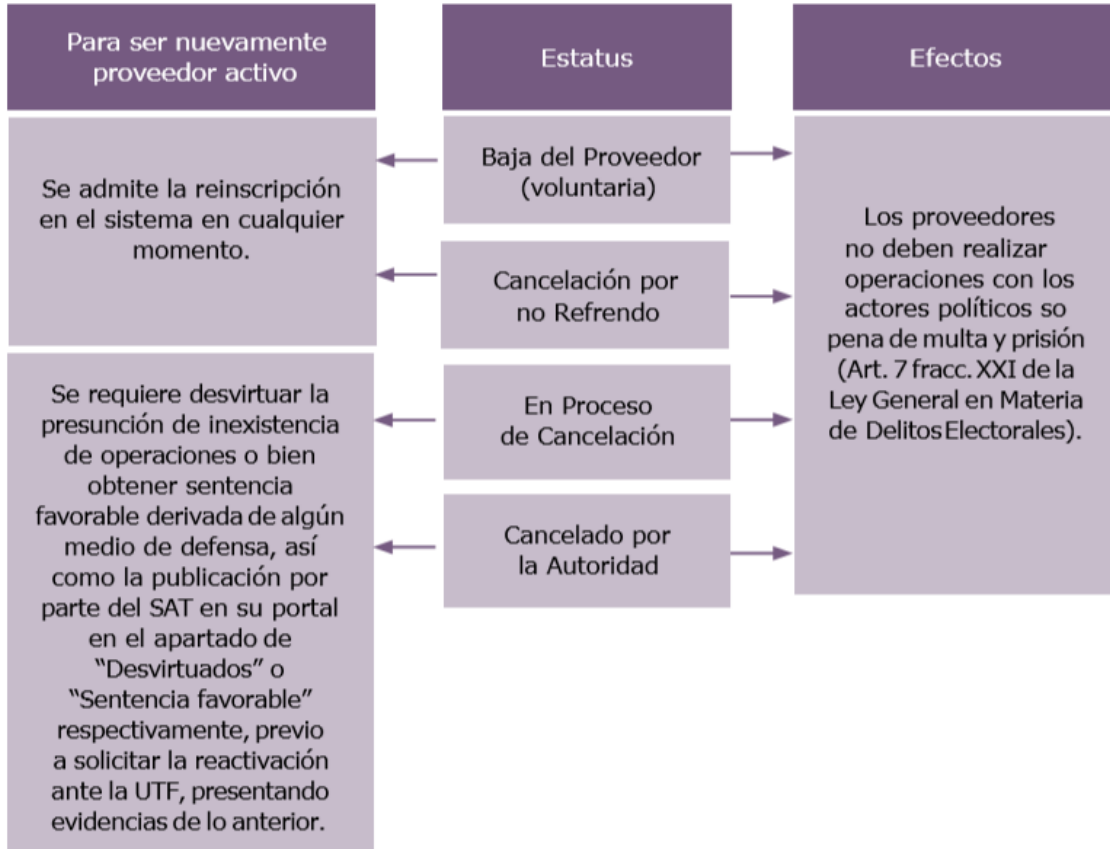 Para ser nuevamente
proveedor activo
Estatus
Efectos
Se admite la reinscripción
en el sistema en cualquier
momento.
Baja del Proveedor
(voluntaria)
Cancelación por
no Refrendo
Se requiere desvirtuar la
presunción de inexistencia
de operaciones o bien
obtener sentencia
favorable derivada de algún
medio de defensa, así
como la publicación por
parte del SAT en su portal
en el apartado de
“Desvirtuados” o
“Sentencia favorable”
respectivamente, previo
a solicitar la reactivación
ante la UTF, presentando
evidencias de lo anterior.
En Proceso
de Cancelación
Cancelado por
la Autoridad
Los proveedores
no deben realizar
operaciones con los
actores políticos so
pena de multa y prisión
(Art. 7 fracc. XXI de la
Ley General en Materia
de Delitos Electorales).